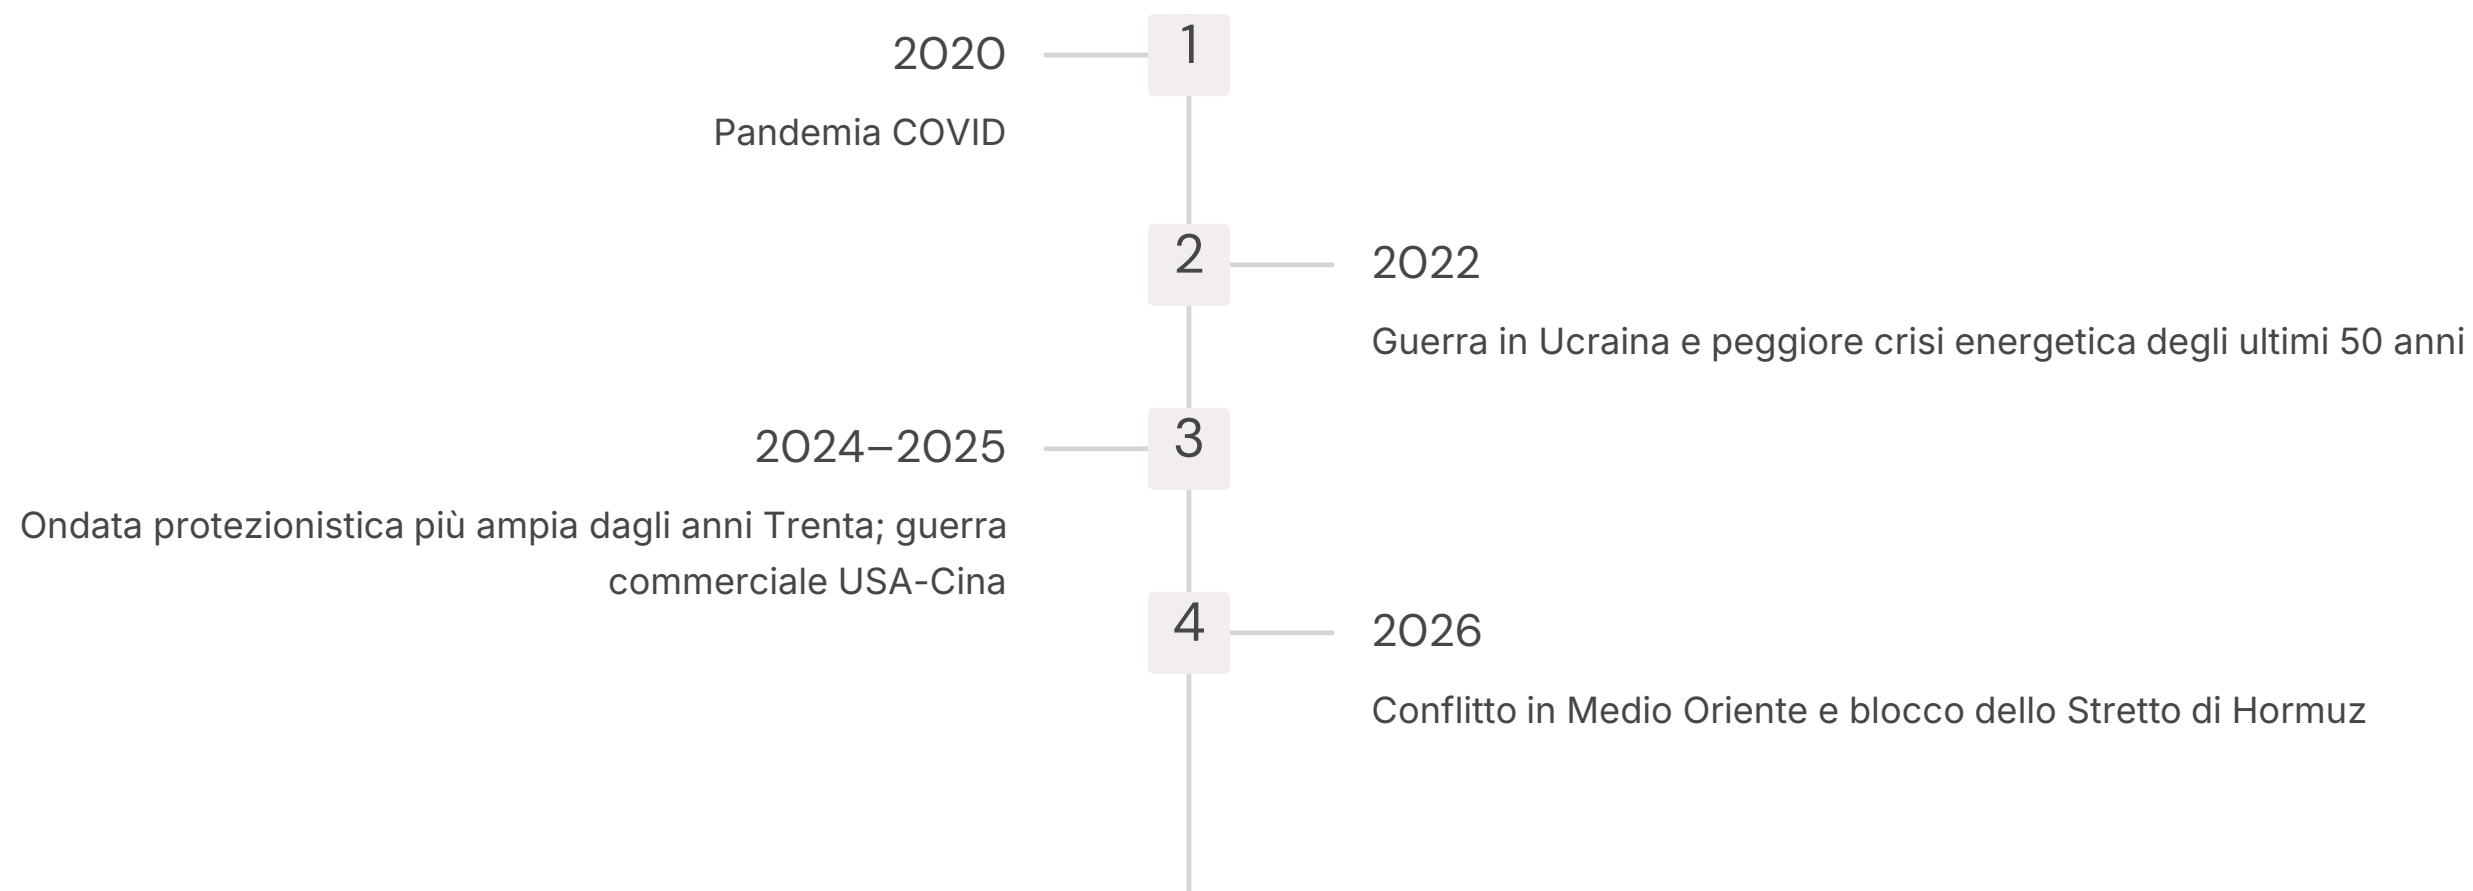 1
2020
Pandemia COVID
2
2022
Guerra in Ucraina e peggiore crisi energetica degli ultimi 50 anni
3
2024–2025
Ondata protezionistica più ampia dagli anni Trenta; guerra
commerciale USA-Cina
4
2026
Conflitto in Medio Oriente e blocco dello Stretto di Hormuz